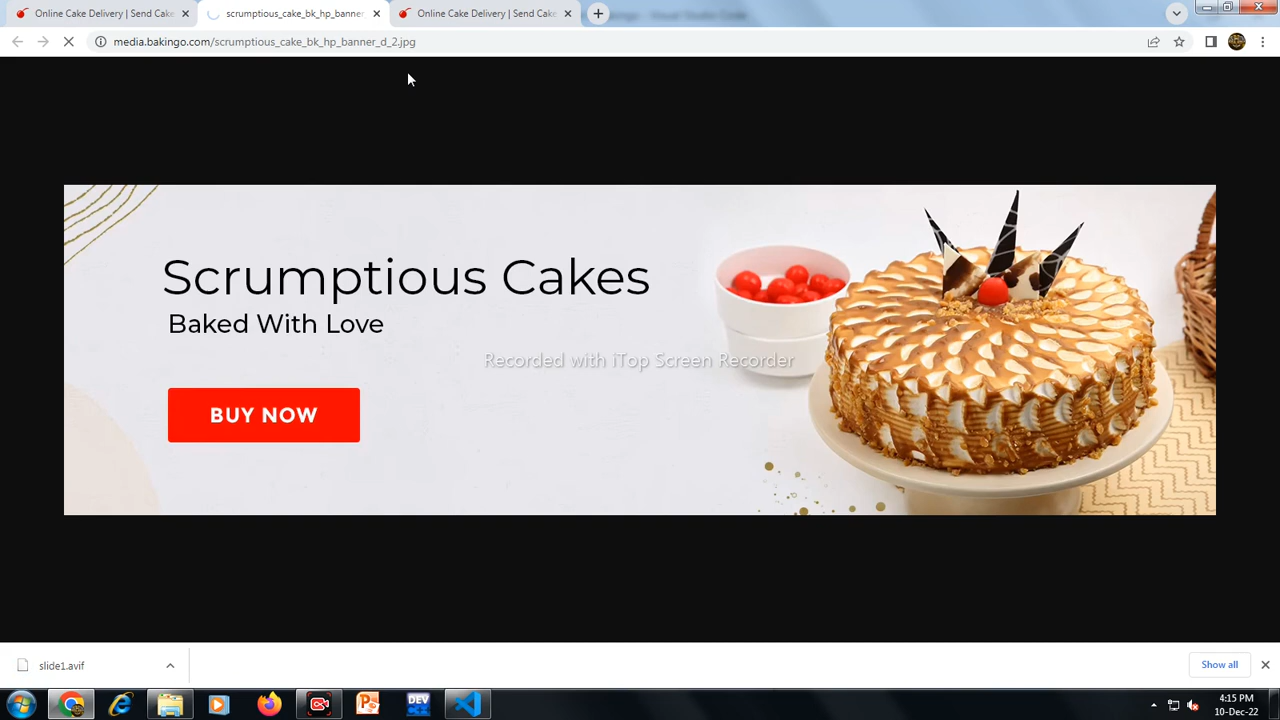 Online Cake Delivery | Send Cake
scrumptious_cake_bk_hp_banner
Online Cake Delivery | Send Cake
media.bakingo.com/scrumptious_cake_bk_hp_banner_d_2.jpg
Scrumptious Cakes
Baked With Love
Recorded with iTop Screen Recorder
BUY NOW
slide1.avif
Show all
DEV
4:15 PM
10-Dec-22